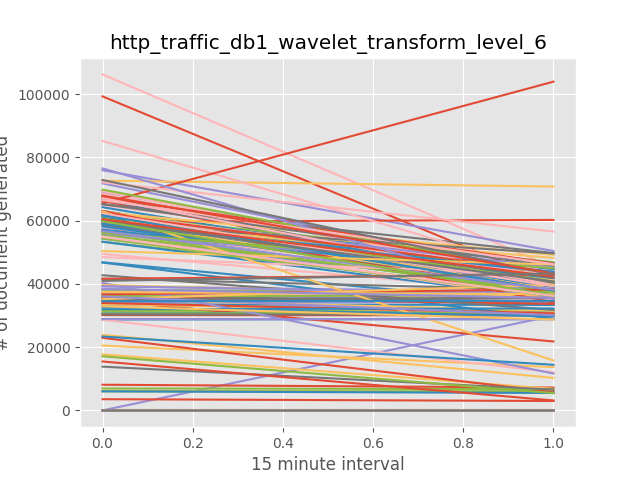 http_traffic_db1_wavelet_transform_level_6
# of document generated
100000
80000
60000
40000
20000
0
0.0 0.2 0.4 0.6 0.8 1.0
15 minute interval